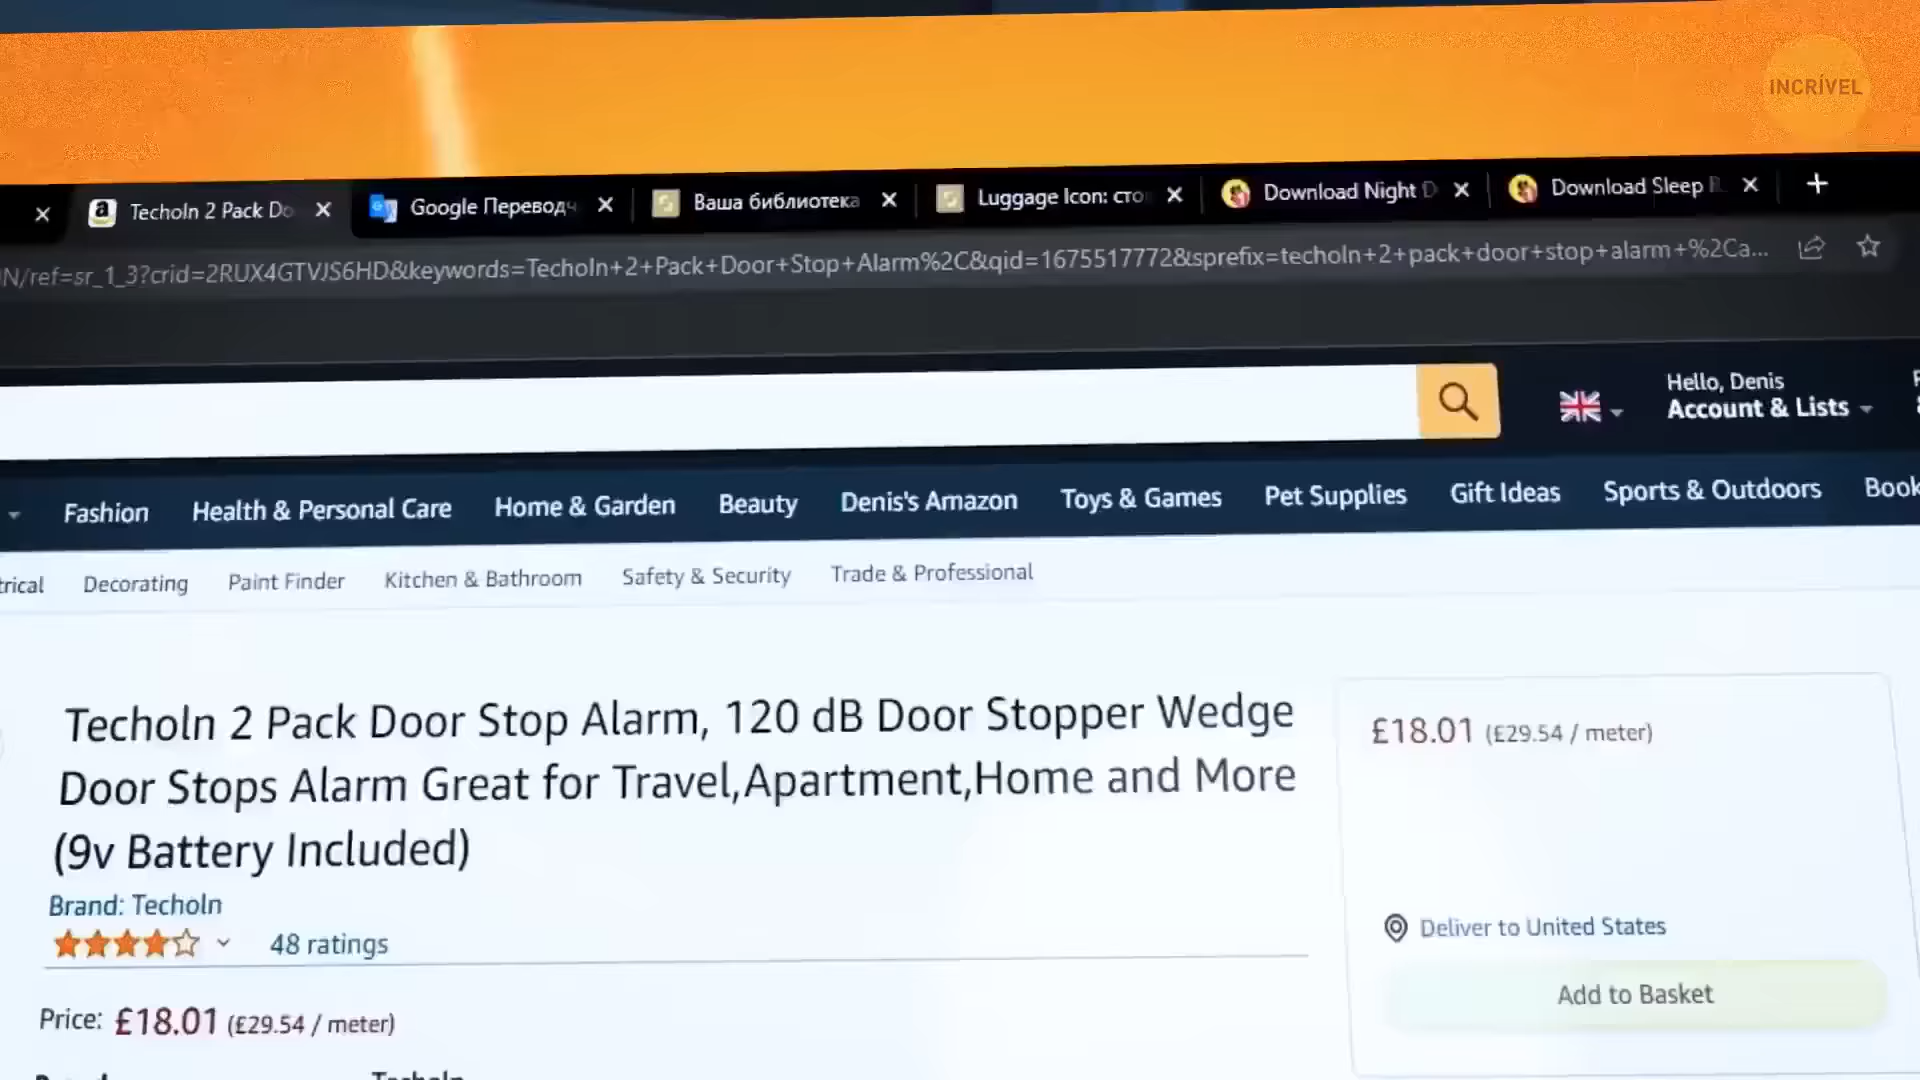 INCRÍVEL
Techoln 2 Pack Do
Google Переводч
Ваша библиотека
Luggage Icon: сто
Download Night D
Download Sleep
N/ref=sr_1_3?crid=2RUX4GTVJS6HD&keywords=Techoln+2+Pack+Door+Stop+Alarm%2C&qid=1675517772&sprefix=techoln+2+pack+door+stop+alarm+%2Ca...
Hello, Denis
Account & Lists
Fashion Health & Personal Care Home & Garden Beauty Denis's Amazon Toys & Games Pet Supplies Gift Ideas Sports & Outdoors Book
trical Decorating Paint Finder Kitchen & Bathroom Safety & Security Trade & Professional
Techoln 2 Pack Door Stop Alarm, 120 dB Door Stopper Wedge
Door Stops Alarm Great for Travel,Apartment,Home and More
(9v Battery Included)
Brand: Techoln
48 ratings
Price: £18.01 (£29.54 / meter)
£18.01 (£29.54 / meter)
Deliver to United States
Add to Basket